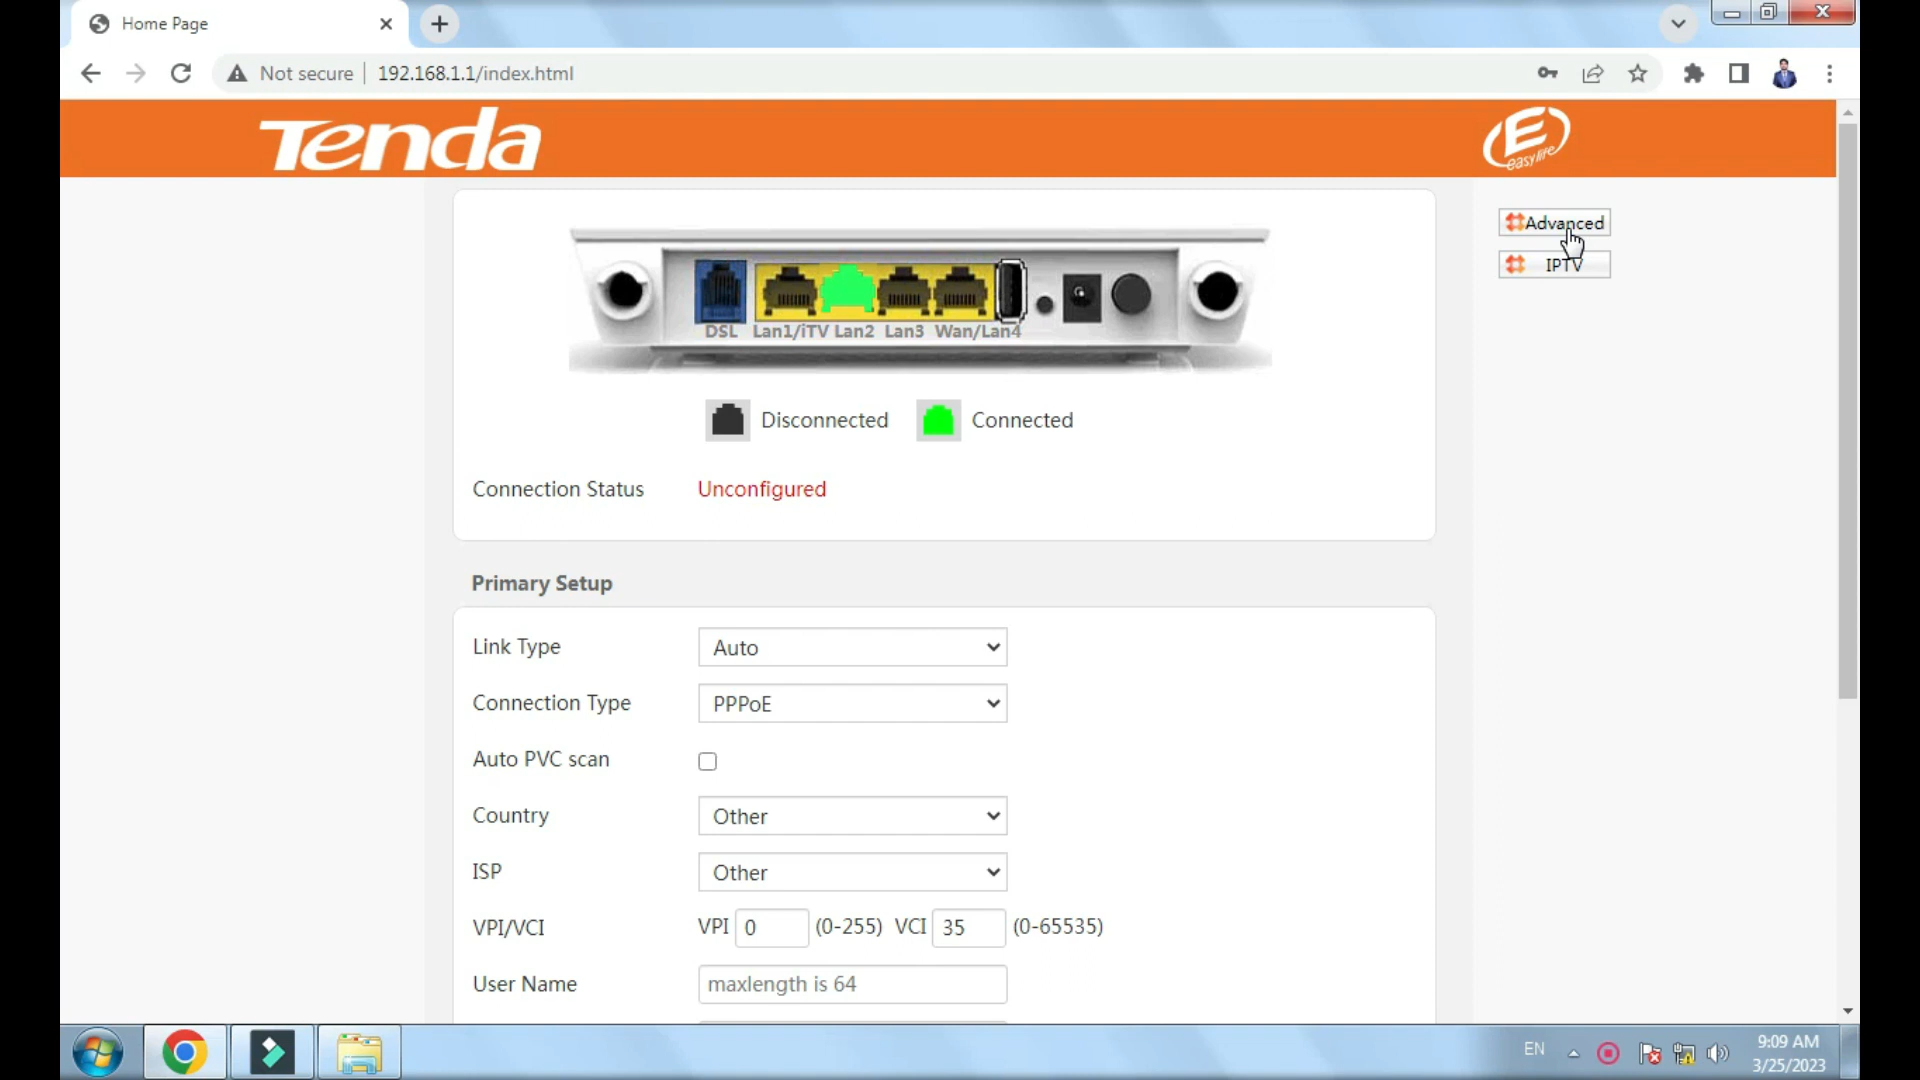 Home Page
Not secure 192.168.1.1/index.html
Tenda
E easy life
Advanced
IPTV
DSL Lan1/iTV Lan2 Lan3 Wan/Lan4
Disconnected Connected
Connection Status Unconfigured
Primary Setup
Link Type Auto
Connection Type PPPoE
Auto PVC scan
Country Other
ISP Other
VPI/VCI VPI 0 (0-255) VCI 35 (0-65535)
User Name maxlength is 64
EN
9:09 AM
3/25/2023